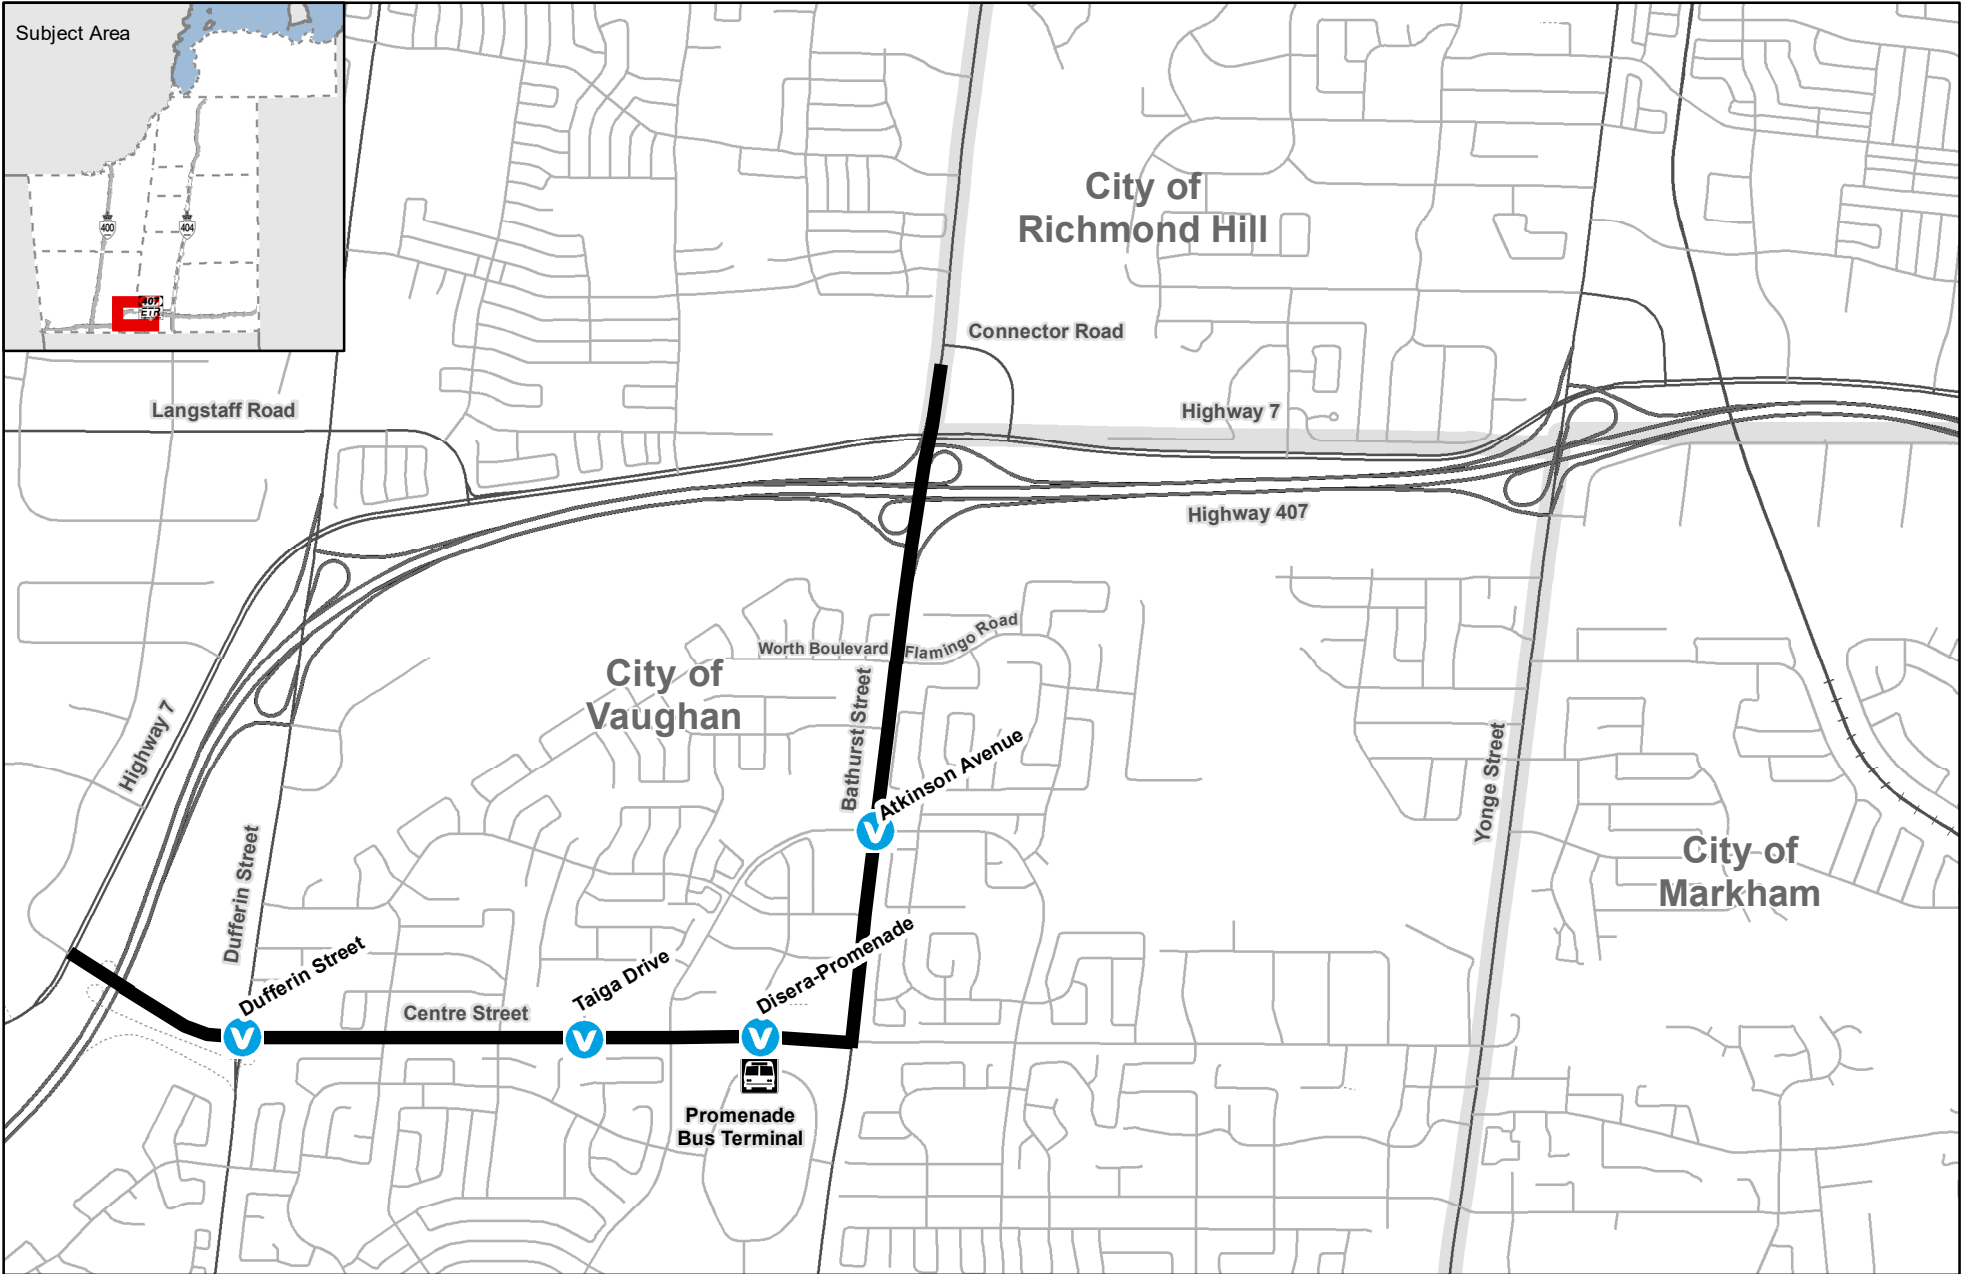 Subject Area
400
404
407
ETR
City of
Richmond Hill
Connector Road
Langstaff Road
Highway 7
Highway 407
Worth Boulevard
Flamingo Road
City of
Vaughan
Bathurst Street
Highway 7
Atkinson Avenue
Yonge Street
Dufferin Street
City of
Markham
Dufferin Street
Taiga Drive
Disera-Promenade
Centre Street
Promenade
Bus Terminal